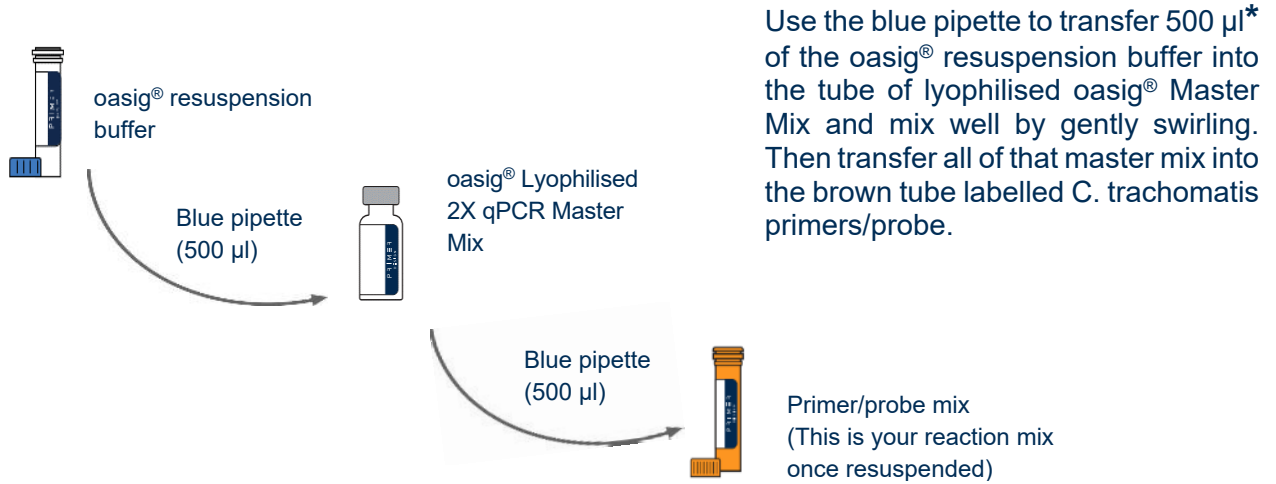 Use the blue pipette to transfer 500 µl*
of the oasig® resuspension buffer into
the tube of lyophilised oasig® Master
Mix and mix well by gently swirling.
Then transfer all of that master mix into
the brown tube labelled C. trachomatis
primers/probe.
PRIMER
oasig® resuspension
buffer
Blue pipette
(500 µl)
PRIMER
oasig® Lyophilised
2X qPCR Master
Mix
Blue pipette
(500 µl)
PRIMER
Primer/probe mix
(This is your reaction mix
once resuspended)